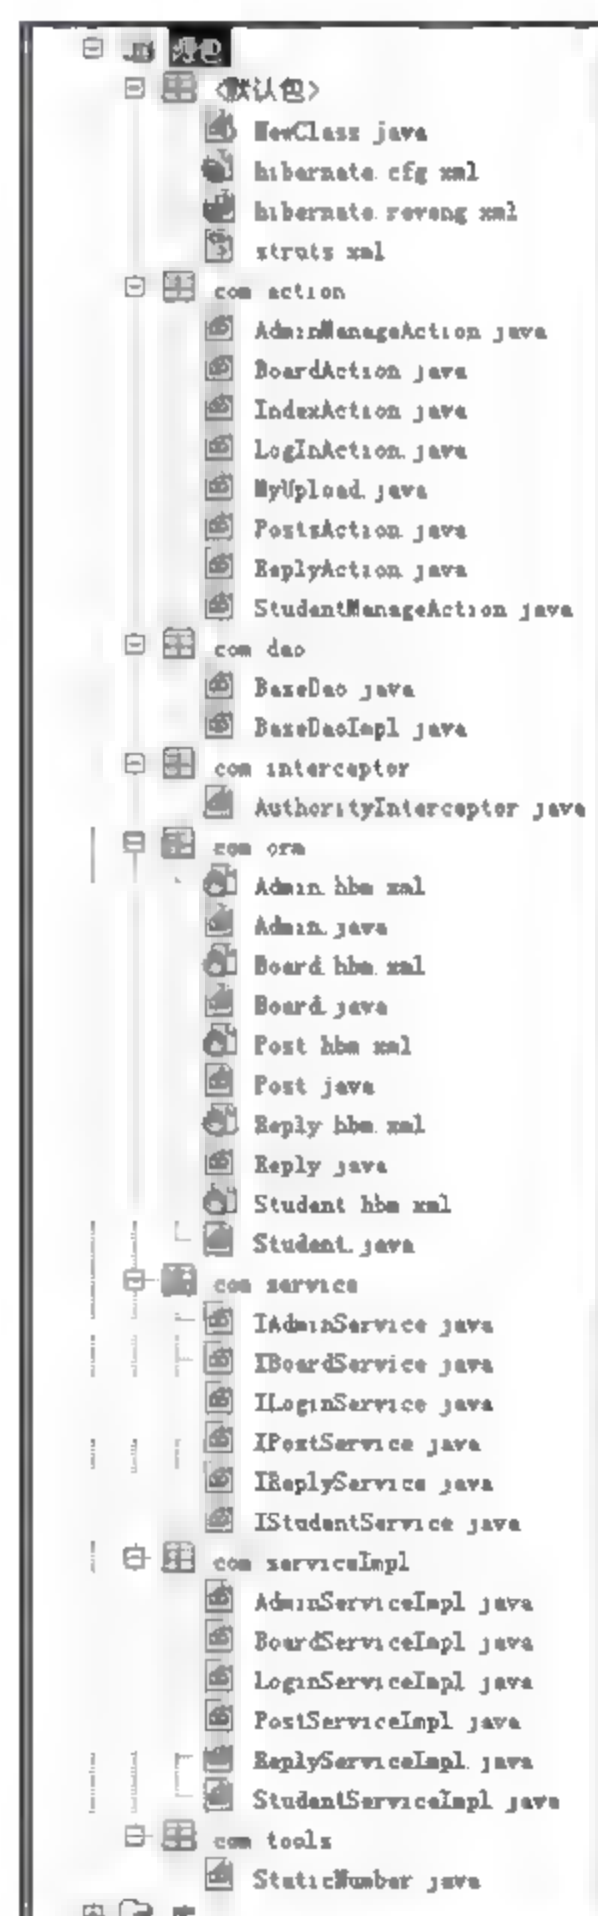 源包
<默认包>
NewClass.java
hibernate.cfg.xml
hibernate.reveng.xml
struts.xml
com.action
AdminManageAction.java
BoardAction.java
IndexAction.java
LogInAction.java
MyUpload.java
PostsAction.java
ReplyAction.java
StudentManageAction.java
com.dao
BaseDao.java
BaseDaoImpl.java
com.interceptor
AuthorityInterceptor.java
com.orm
Admin.hbm.xml
Admin.java
Board.hbm.xml
Board.java
Post.hbm.xml
Post.java
Reply.hbm.xml
Reply.java
Student.hbm.xml
Student.java
com.service
IAdminService.java
IBoardService.java
ILoginService.java
IPostService.java
IReplyService.java
IStudentService.java
com.serviceImpl
AdminServiceImpl.java
BoardServiceImpl.java
LoginServiceImpl.java
PostServiceImpl.java
ReplyServiceImpl.java
StudentServiceImpl.java
com.tools
StaticNumber.java